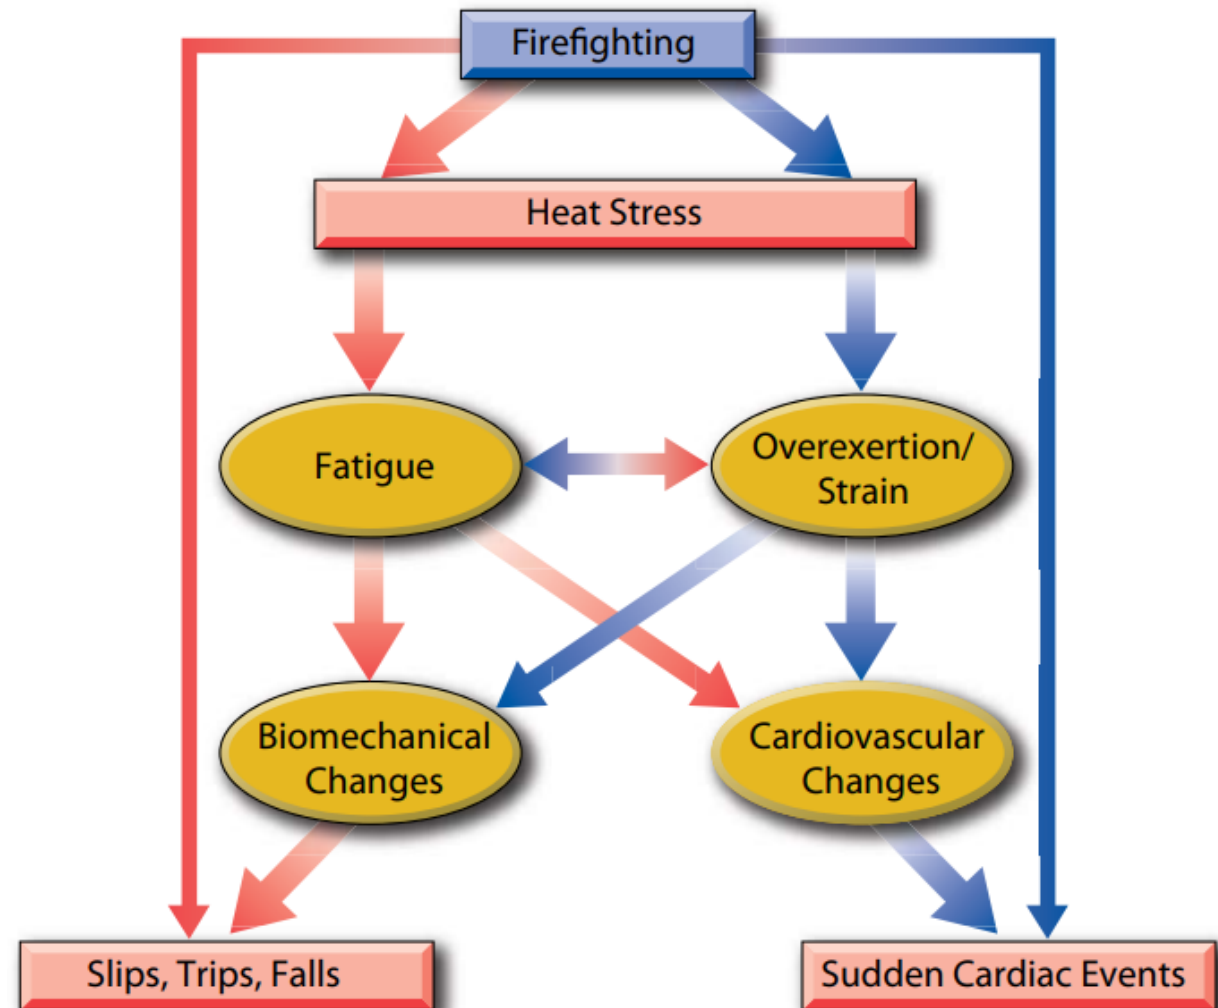 Firefighting
Heat Stress
Fatigue
Overexertion/
Strain
Biomechanical
Changes
Cardiovascular
Changes
Slips, Trips, Falls
Sudden Cardiac Events